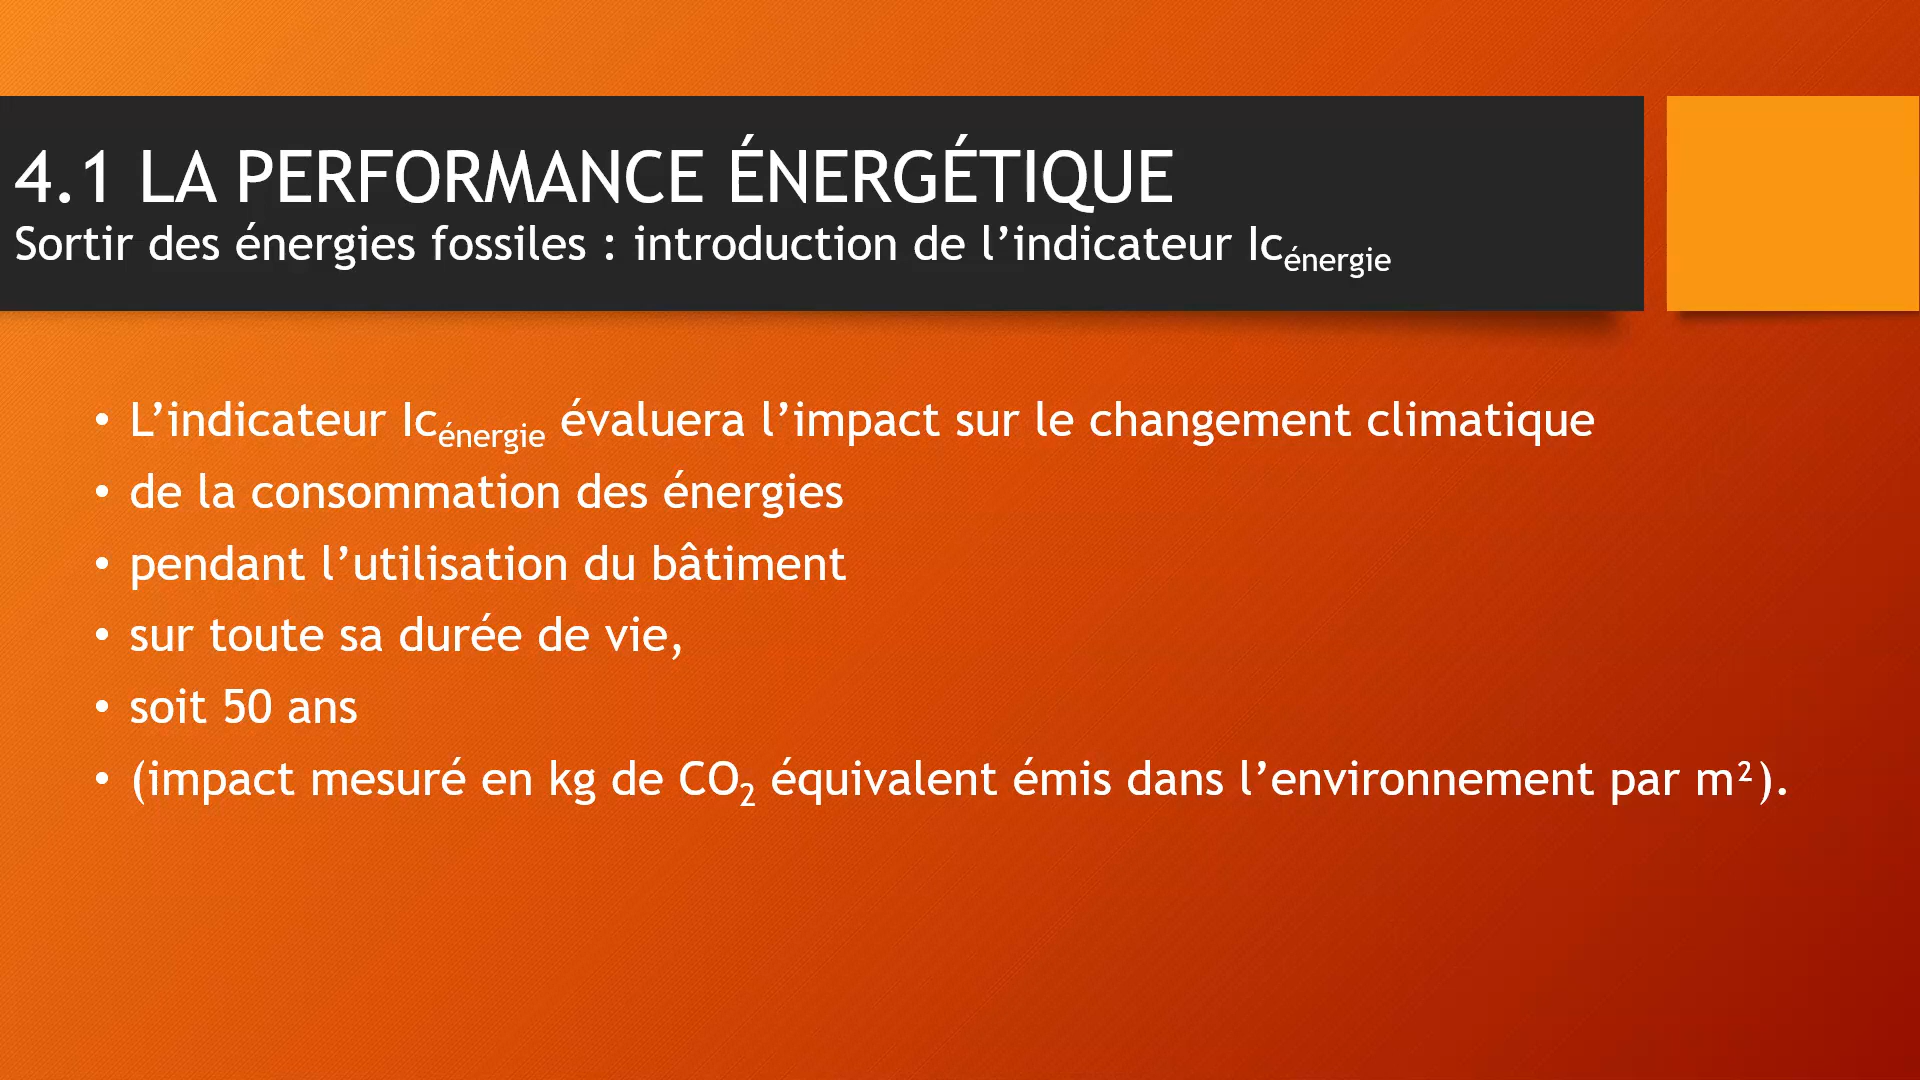 4.1 LA PERFORMANCE ÉNERGÉTIQUE
Sortir des énergies fossiles : introduction de l’indicateur Icénergie
• L’indicateur Icénergie évaluera l’impact sur le changement climatique
• de la consommation des énergies
• pendant l’utilisation du bâtiment
• sur toute sa durée de vie,
• soit 50 ans
• (impact mesuré en kg de CO₂ équivalent émis dans l’environnement par m²).